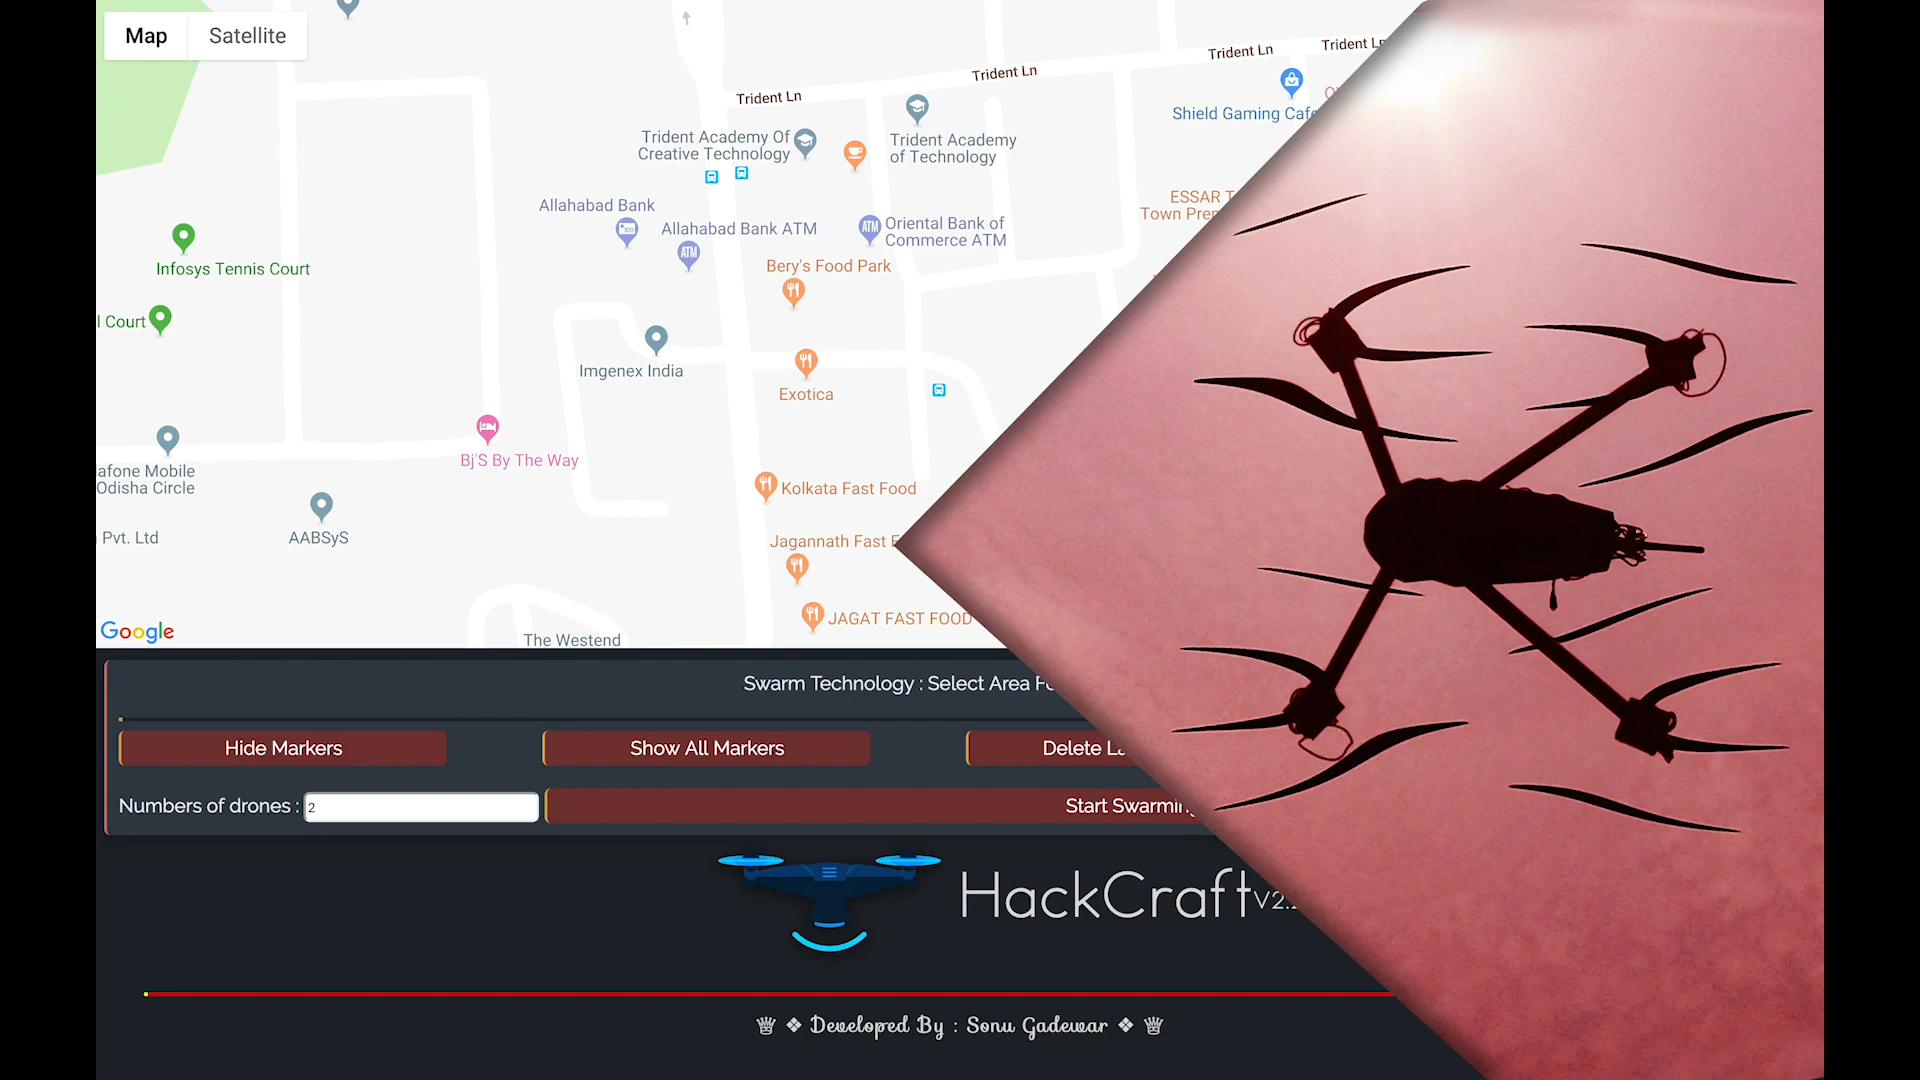 Map
Satellite
Trident Ln
Trident Ln
Trident Ln
Trident Ln
Shield Gaming Cafe
Trident Academy Of
Creative Technology
Trident Academy
of Technology
Allahabad Bank
ESSAR T
Town Prem
Allahabad Bank ATM
Oriental Bank of
Commerce ATM
Infosys Tennis Court
Bery's Food Park
l Court
Imgenex India
Exotica
Bj'S By The Way
afone Mobile
Odisha Circle
Kolkata Fast Food
Pvt. Ltd
AABSyS
Jagannath Fast F
JAGAT FAST FOOD
Google
The Westend
Swarm Technology : Select Area Fo
Hide Markers
Show All Markers
Delete La
Numbers of drones :
2
Start Swarming
HackCraft
♕ ❖ Developed By : Sonu Gadewar ❖ ♕